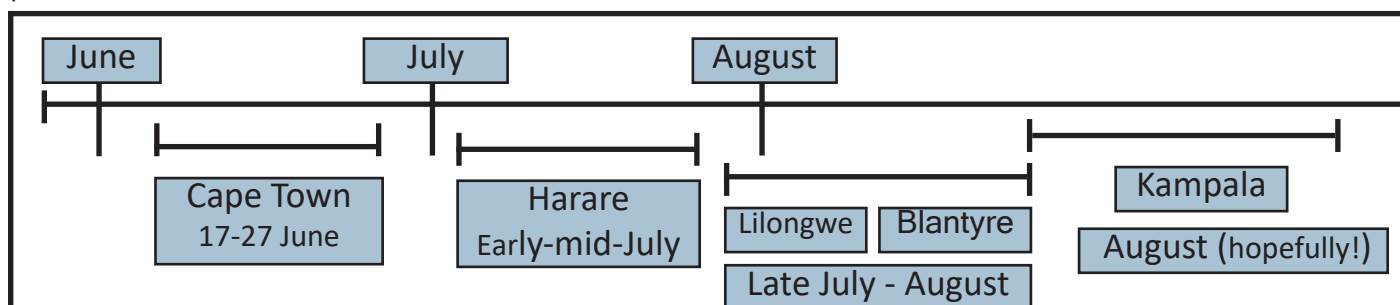 June
July
August
Cape Town
17-27 June
Harare
Early-mid-July
Lilongwe
Blantyre
Late July - August
Kampala
August (hopefully!)